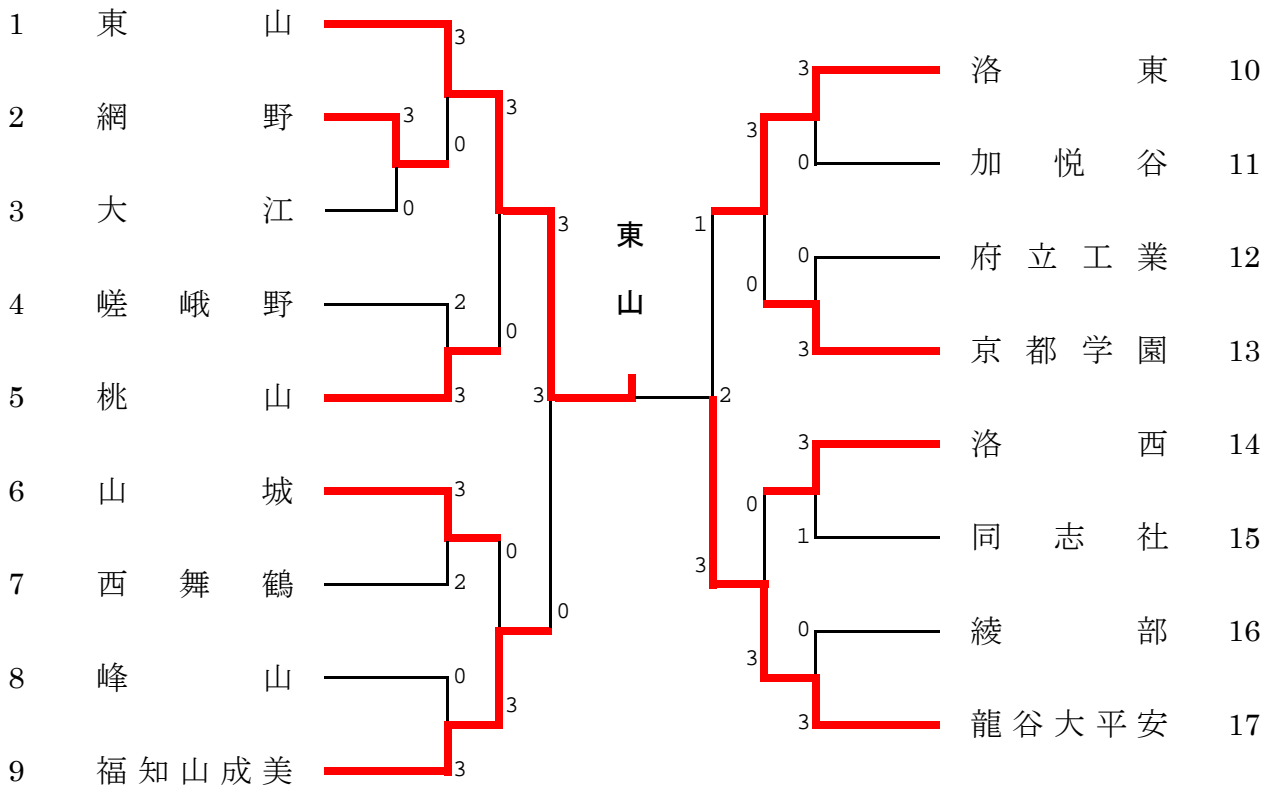 1 東山
3
3
2 網野
3
0
3 大江
0
4 嵯峨野
2
0
5 桃山
3
6 山城
3
0
7 西舞鶴
2
8 峰山
0
3
9 福知山成美
3
3
0
3
東山
2
1
3
3
洛東 10
3
0
加悦谷 11
0
0
府立工業 12
3
京都学園 13
3
洛西 14
0
1
同志社 15
3
0
綾部 16
3
龍谷大平安 17